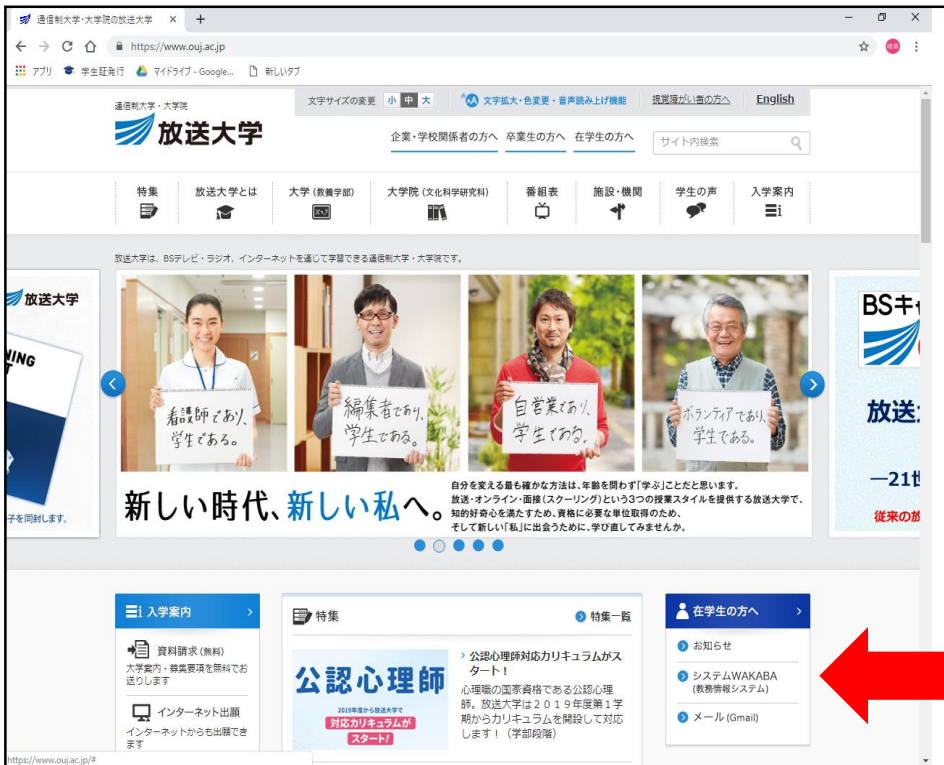 通信制大学・大学院の放送大学
https://www.ouj.ac.jp
岐阜
アプリ 学生証発行 マイドライブ - Google... 新しいタブ
通信制大学・大学院
放送大学
文字サイズの変更 小 中 大 AA 文字拡大・色変更・音声読み上げ機能 視覚障がい者の方へ English
企業・学校関係者の方へ 卒業生の方へ 在学生の方へ サイト内検索
特集 放送大学とは 大学 (教養学部) 大学院 (文化科学研究科) 番組表 施設・機関 学生の声 入学案内
放送大学は、BSテレビ・ラジオ、インターネットを通じて学習できる通信制大学・大学院です。
放送大学
NING
子を同封します。
看護師であり、
学生である。
編集者であり、
学生である。
自営業であり、
学生である。
ボランティアであり、
学生である。
新しい時代、新しい私へ。
自分を変える最も確かな方法は、年齢を問わず「学ぶ」ことだと思います。
放送・オンライン・面接(スクーリング)という3つの授業スタイルを提供する放送大学で、
知的好奇心を満たすため、資格に必要な単位取得のため、
そして新しい「私」に出会うために、学び直してみませんか。
BSキャ
放送
—21世
従来の放
入学案内
資料請求 (無料)
大学案内・募集要項を無料でお
送りします
インターネット出願
インターネットからも出願でき
ます
特集 特集一覧
公認心理師
2019年度から放送大学で
対応カリキュラムが
スタート!
公認心理師対応カリキュラムがス
タート!
心理職の国家資格である公認心理
師。放送大学は2019年度第1学
期からカリキュラムを開設して対応
します!(学部段階)
在学生の方へ
お知らせ
システムWAKABA
(教務情報システム)
メール (Gmail)
https://www.ouj.ac.jp/#